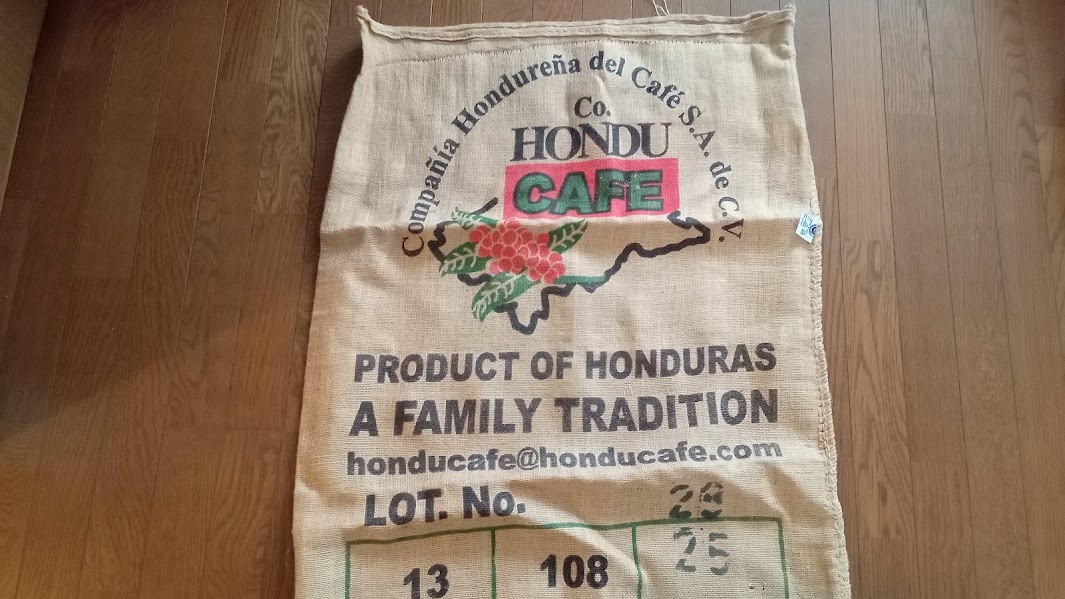 Compañía Hondureña del Café S.A. de C.V.
Co.
HONDU
CAFE
PRODUCT OF HONDURAS
A FAMILY TRADITION
honducafe@honducafe.com
LOT. No.
13 108 25